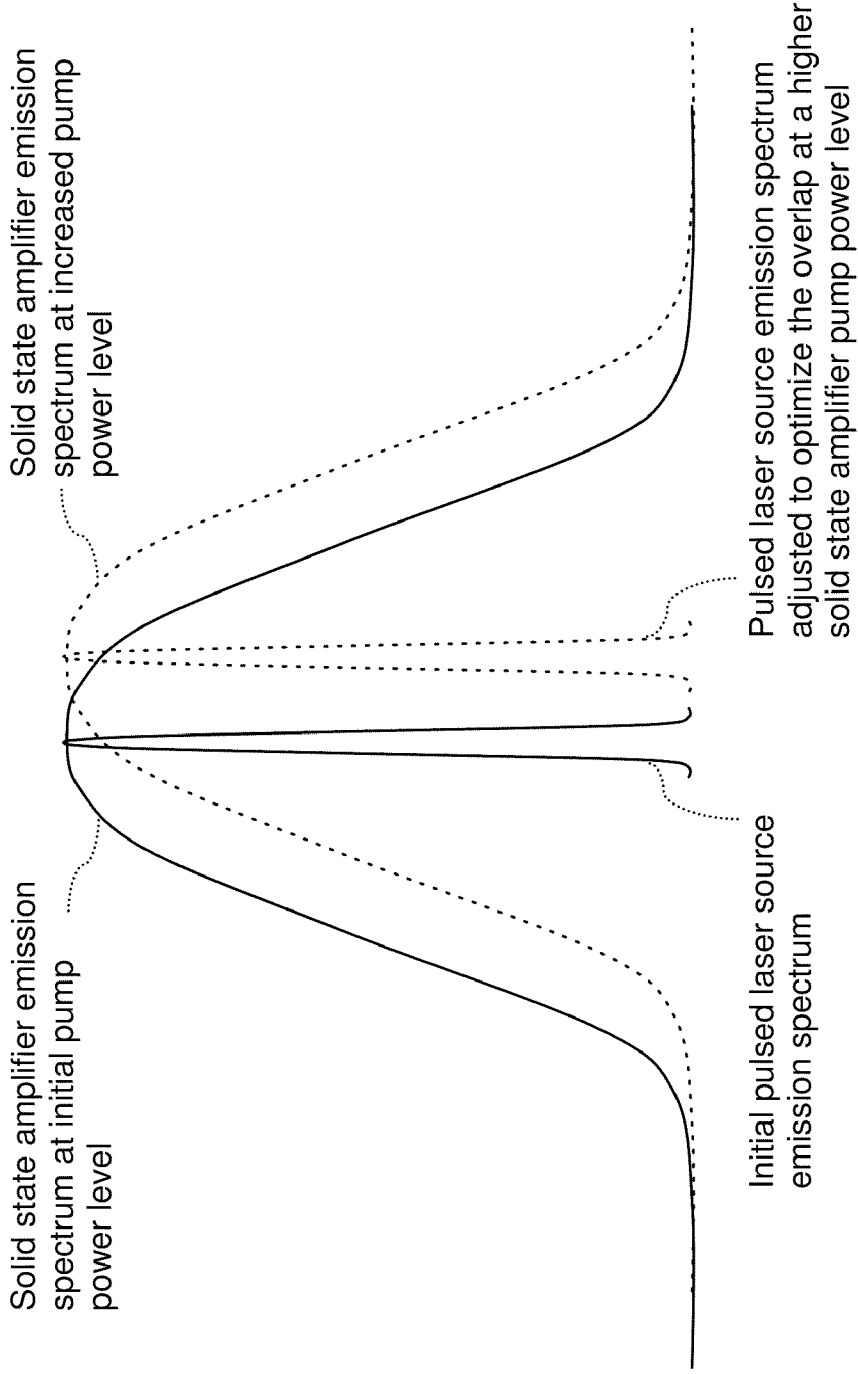 Solid state amplifier emission
spectrum at initial pump
power level
Solid state amplifier emission
spectrum at increased pump
power level
Initial pulsed laser source
emission spectrum
Pulsed laser source emission spectrum
adjusted to optimize the overlap at a higher
solid state amplifier pump power level